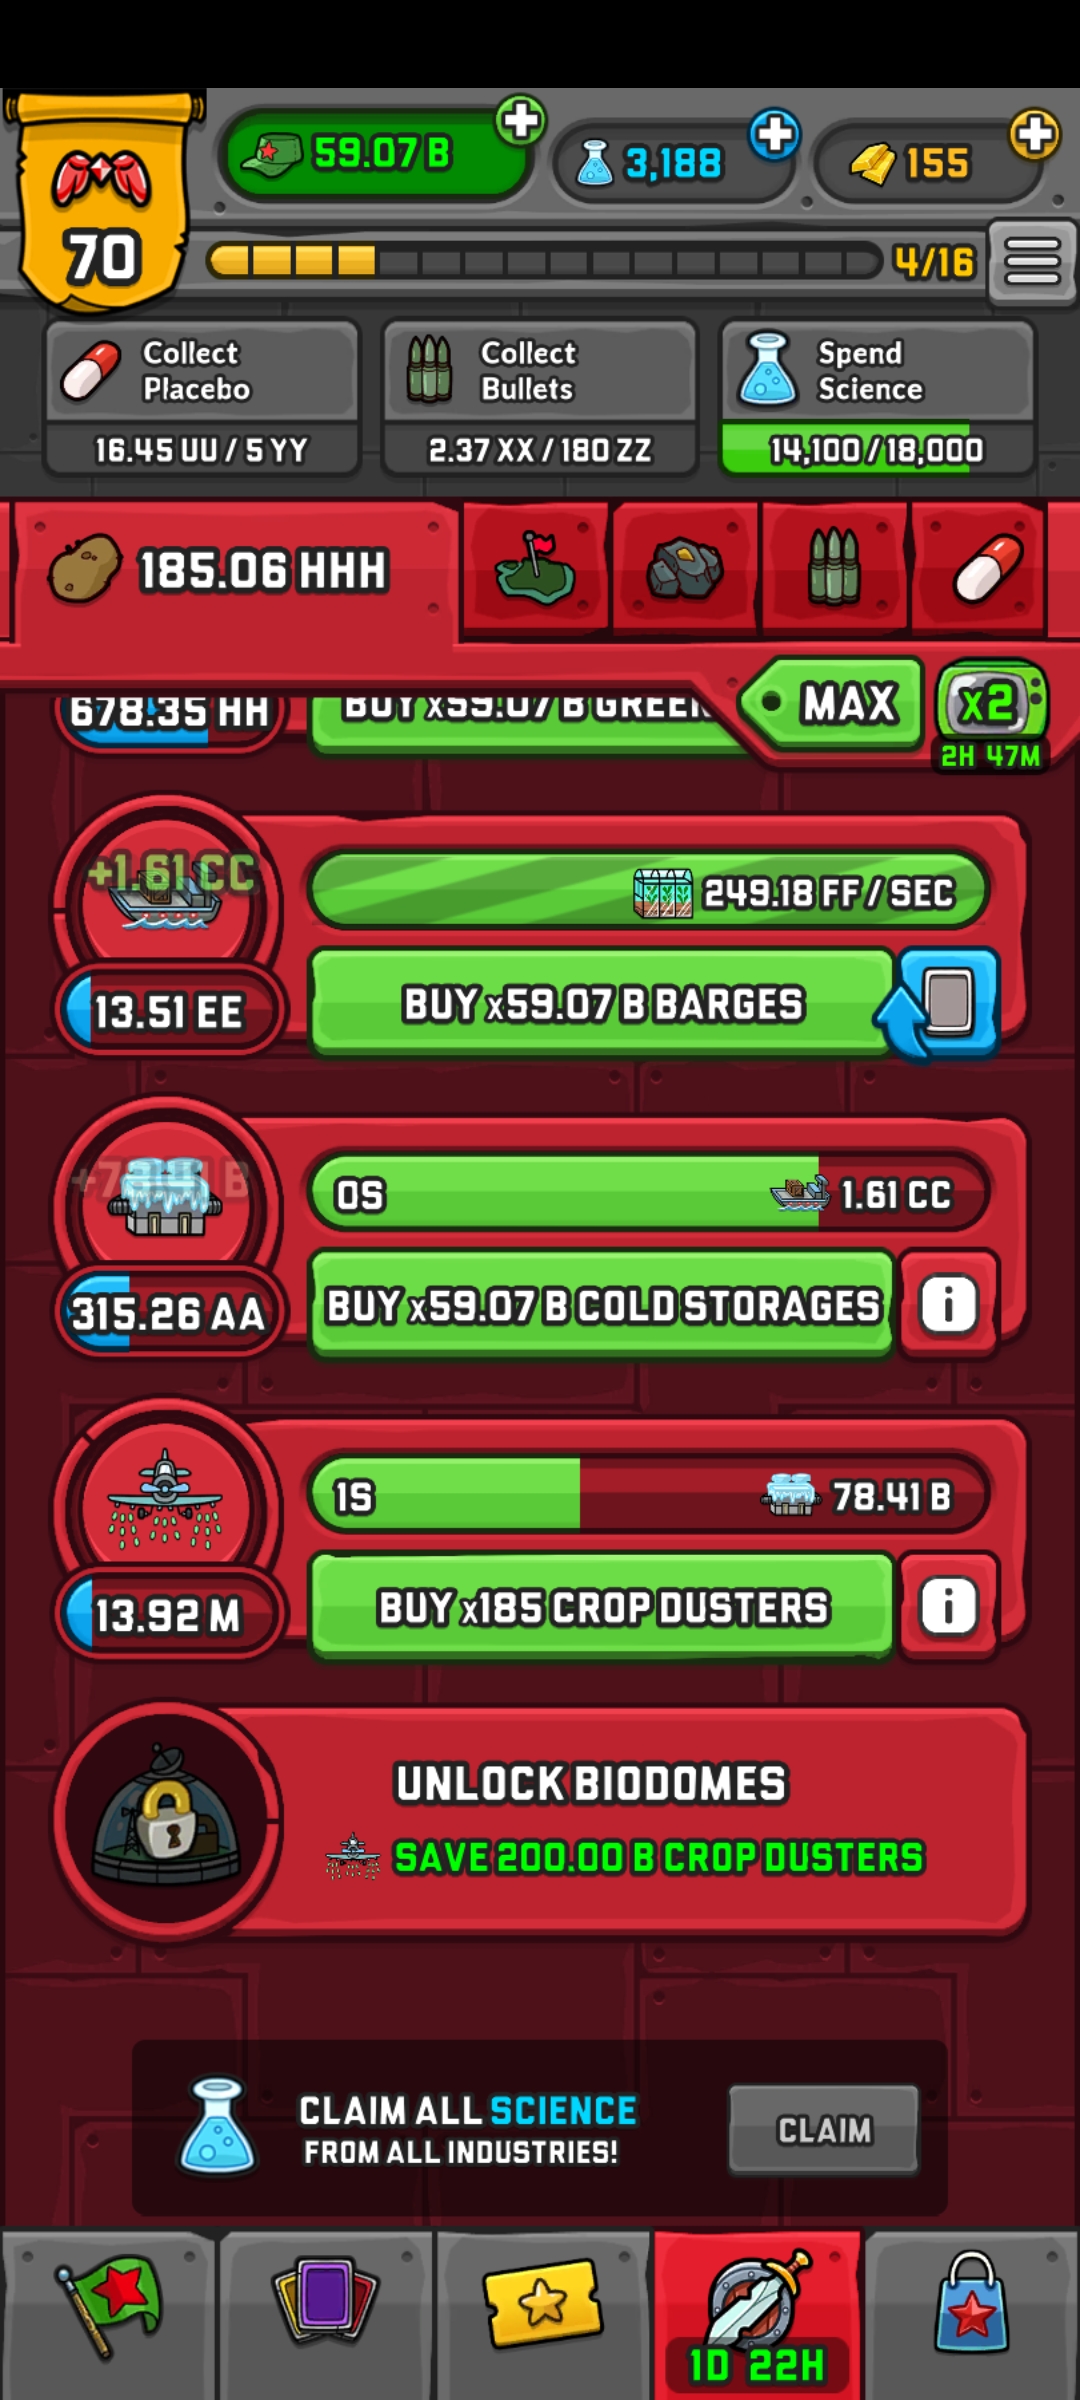 59.07 B
3,188
155
70
4/16
Collect
Placebo
16.45 UU / 5 YY
Collect
Bullets
2.37 XX / 180 ZZ
Spend
Science
14,100 / 18,000
185.06 HHH
MAX
x2
2H 47M
678.35 HH
BUY x59.07 B
+1.61 CC
249.18 FF / SEC
13.51 EE
BUY x59.07 B BARGES
0S
1.61 CC
315.26 AA
BUY x59.07 B COLD STORAGES
i
1S
78.41 B
13.92 M
BUY x185 CROP DUSTERS
i
UNLOCK BIODOMES
SAVE 200.00 B CROP DUSTERS
CLAIM ALL SCIENCE
FROM ALL INDUSTRIES!
CLAIM
1D 22H